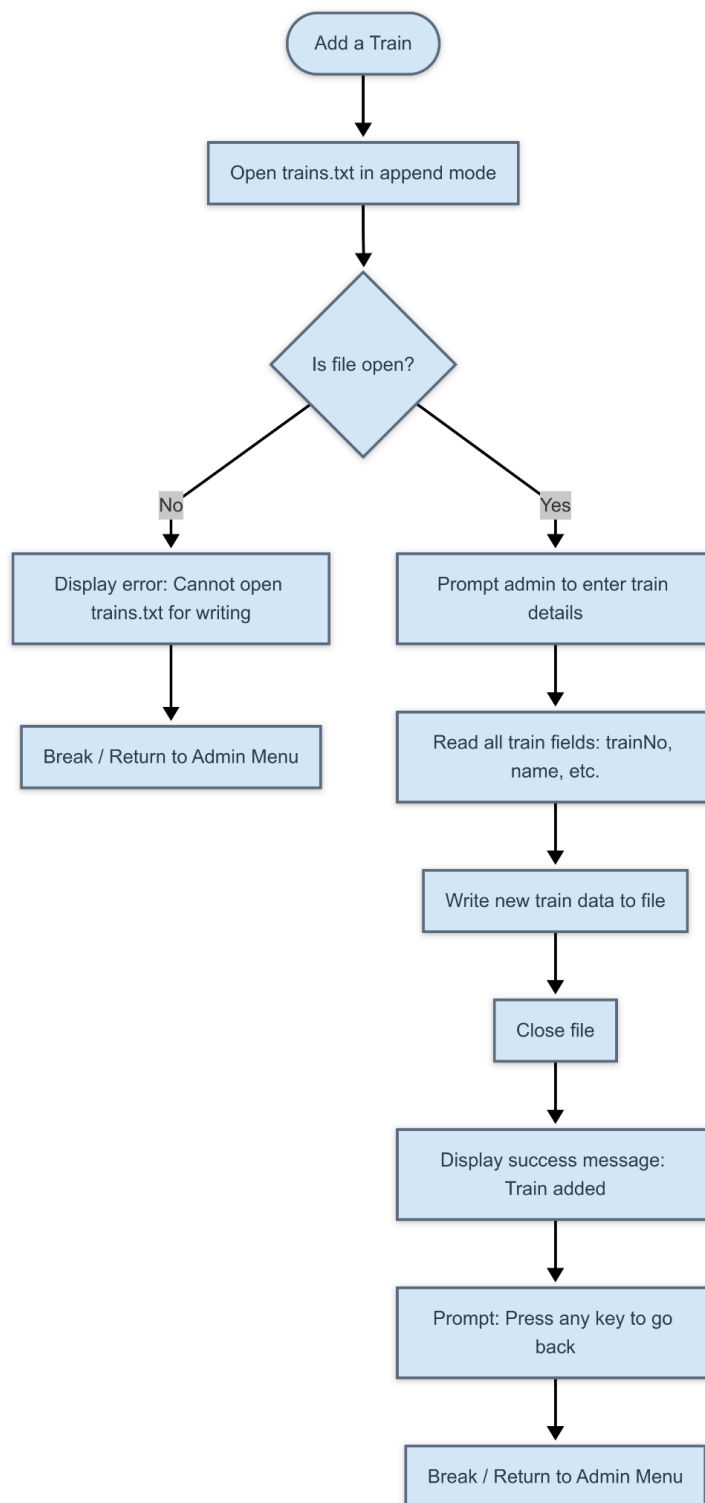 Add a Train
Open trains.txt in append mode
Is file open?
No
Yes
Display error: Cannot open
trains.txt for writing
Prompt admin to enter train
details
Break / Return to Admin Menu
Read all train fields: trainNo,
name, etc.
Write new train data to file
Close file
Display success message:
Train added
Prompt: Press any key to go
back
Break / Return to Admin Menu